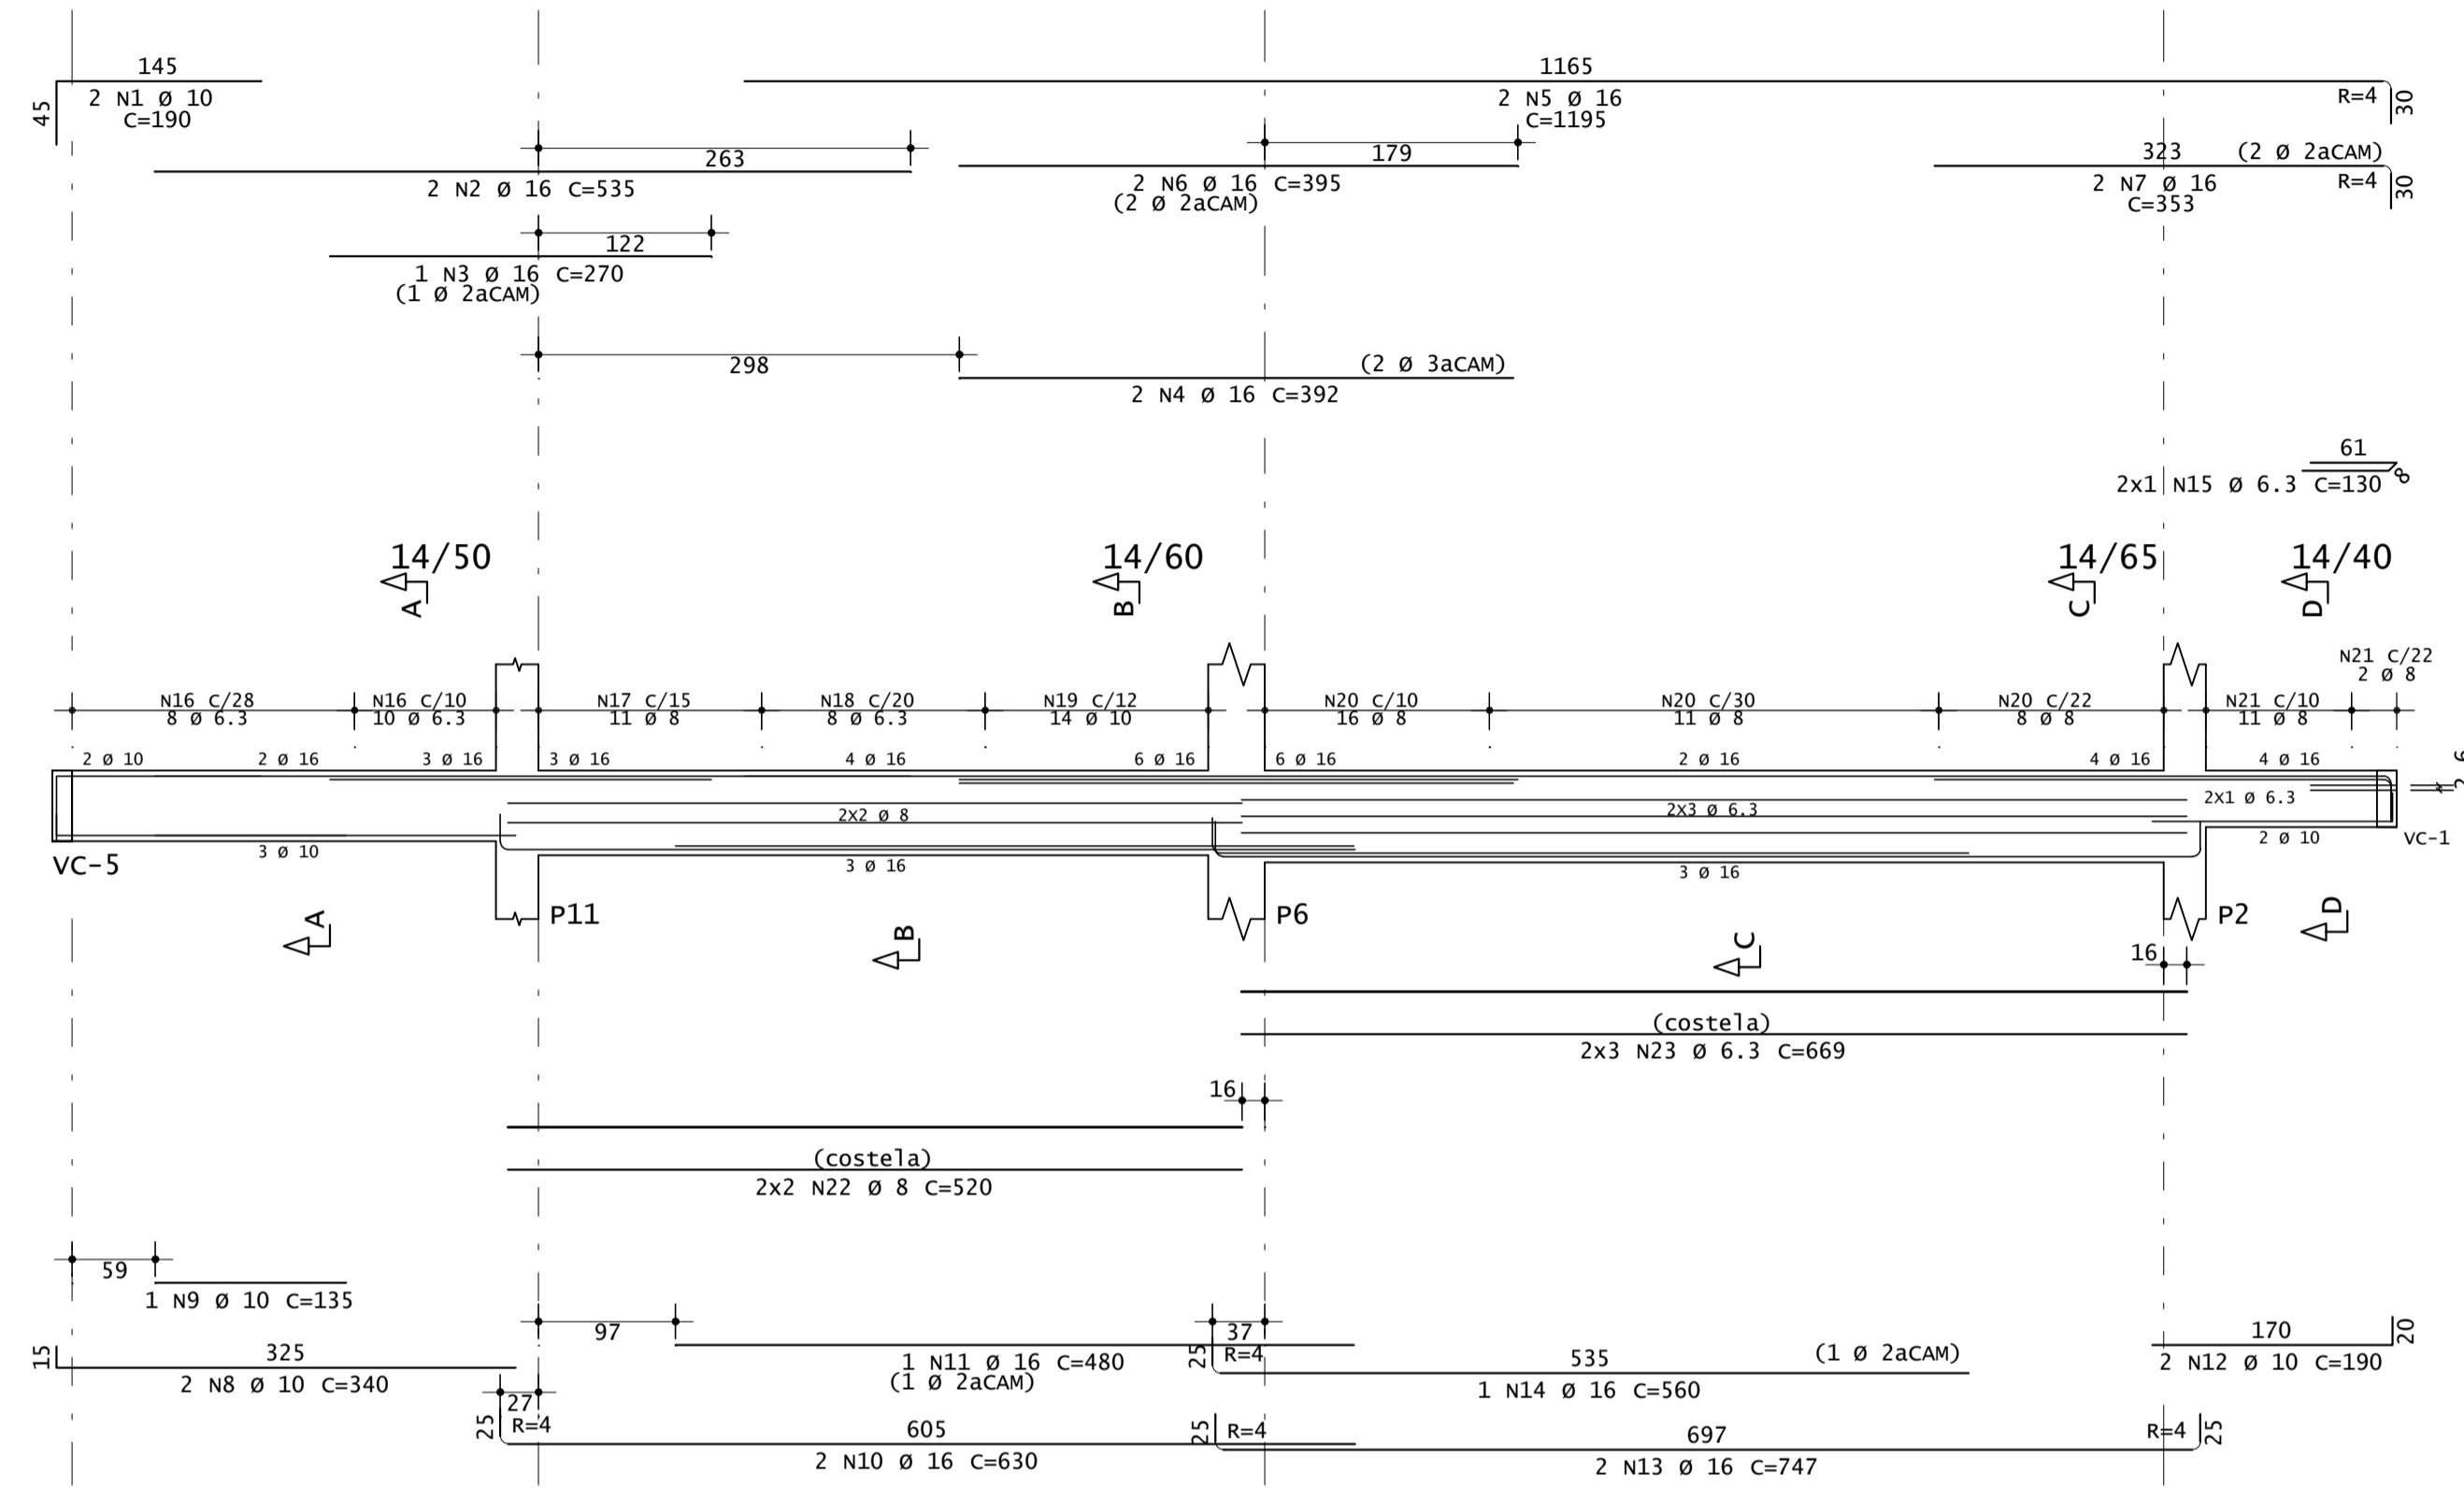 145
2 N1 Ø 10
C=190
45
1165
2 N5 Ø 16
C=1195
R=4
30
263
2 N2 Ø 16 C=535
179
2 N6 Ø 16 C=395
(2 Ø 2aCAM)
323 (2 Ø 2aCAM)
2 N7 Ø 16
C=353
R=4
30
122
1 N3 Ø 16 C=270
(1 Ø 2aCAM)
298
(2 Ø 3aCAM)
2 N4 Ø 16 C=392
61
2x1 N15 Ø 6.3 C=130
8
14/50
A
14/60
B
14/65
C
14/40
D
N16 C/28
8 Ø 6.3
N16 C/10
10 Ø 6.3
N17 C/15
11 Ø 8
N18 C/20
8 Ø 6.3
N19 C/12
14 Ø 10
N20 C/10
16 Ø 8
N20 C/30
11 Ø 8
N20 C/22
8 Ø 8
N21 C/10
11 Ø 8
N21 C/22
2 Ø 8
2 Ø 10
2 Ø 16
3 Ø 16
3 Ø 16
4 Ø 16
6 Ø 16
6 Ø 16
2 Ø 16
4 Ø 16
4 Ø 16
2X2 Ø 8
2X3 Ø 6.3
2X1 Ø 6.3
3 Ø 10
3 Ø 16
3 Ø 16
2 Ø 10
VC-5
VC-1
P11
P6
P2
A
B
C
D
16
(costela)
2x3 N23 Ø 6.3 C=669
16
(costela)
2x2 N22 Ø 8 C=520
59
1 N9 Ø 10 C=135
15
325
2 N8 Ø 10 C=340
97
1 N11 Ø 16 C=480
(1 Ø 2aCAM)
37
25
R=4
535
(1 Ø 2aCAM)
1 N14 Ø 16 C=560
170
20
2 N12 Ø 10 C=190
27
25
R=4
605
2 N10 Ø 16 C=630
25
R=4
697
R=4
25
2 N13 Ø 16 C=747